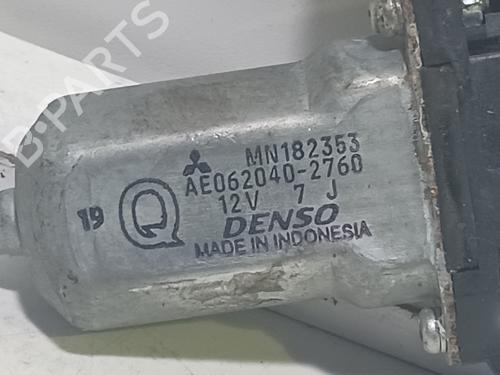 B-PARTS
MN182353
AE062040-2760
12V 7 J
19 Q
DENSO
MADE IN INDONESIA